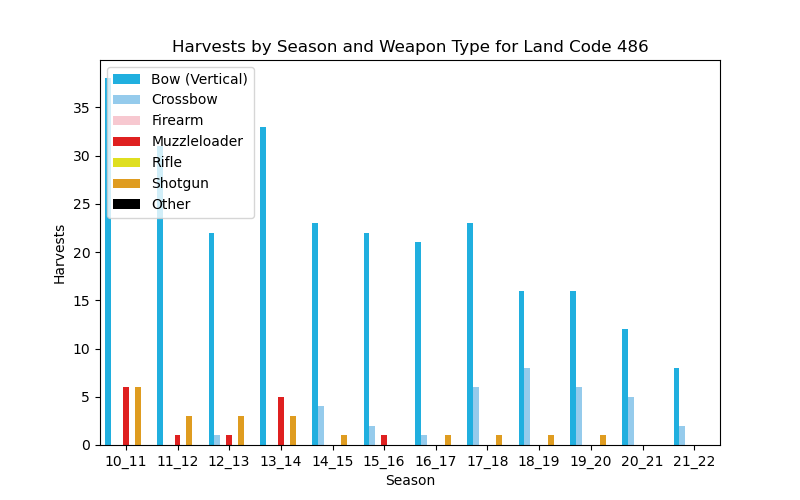 Harvests by Season and Weapon Type for Land Code 486
Bow (Vertical)
Crossbow
Firearm
Muzzleloader
Rifle
Shotgun
Other
Harvests
35
30
25
20
15
10
5
0
10_11 11_12 12_13 13_14 14_15 15_16 16_17 17_18 18_19 19_20 20_21 21_22
Season